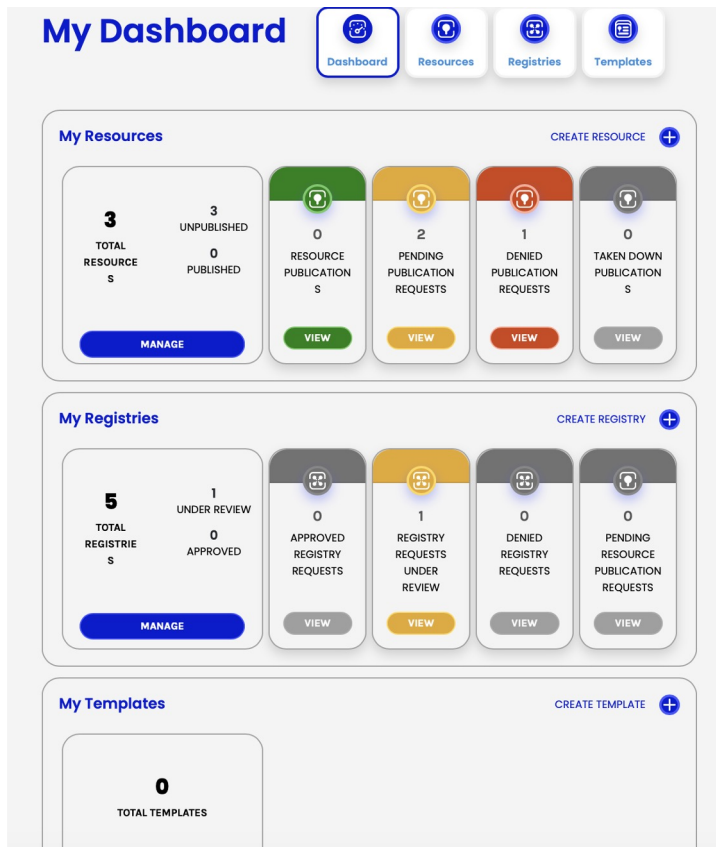 My Dashboard
Dashboard
Resources
Registries
Templates
My Resources
CREATE RESOURCE
3
TOTAL
RESOURCE
S
3
UNPUBLISHED
0
PUBLISHED
MANAGE
0
RESOURCE
PUBLICATION
S
VIEW
2
PENDING
PUBLICATION
REQUESTS
VIEW
1
DENIED
PUBLICATION
REQUESTS
VIEW
0
TAKEN DOWN
PUBLICATION
S
VIEW
My Registries
CREATE REGISTRY
5
TOTAL
REGISTRIE
S
1
UNDER REVIEW
0
APPROVED
MANAGE
0
APPROVED
REGISTRY
REQUESTS
VIEW
1
REGISTRY
REQUESTS
UNDER
REVIEW
VIEW
0
DENIED
REGISTRY
REQUESTS
VIEW
0
PENDING
RESOURCE
PUBLICATION
REQUESTS
VIEW
My Templates
CREATE TEMPLATE
0
TOTAL TEMPLATES